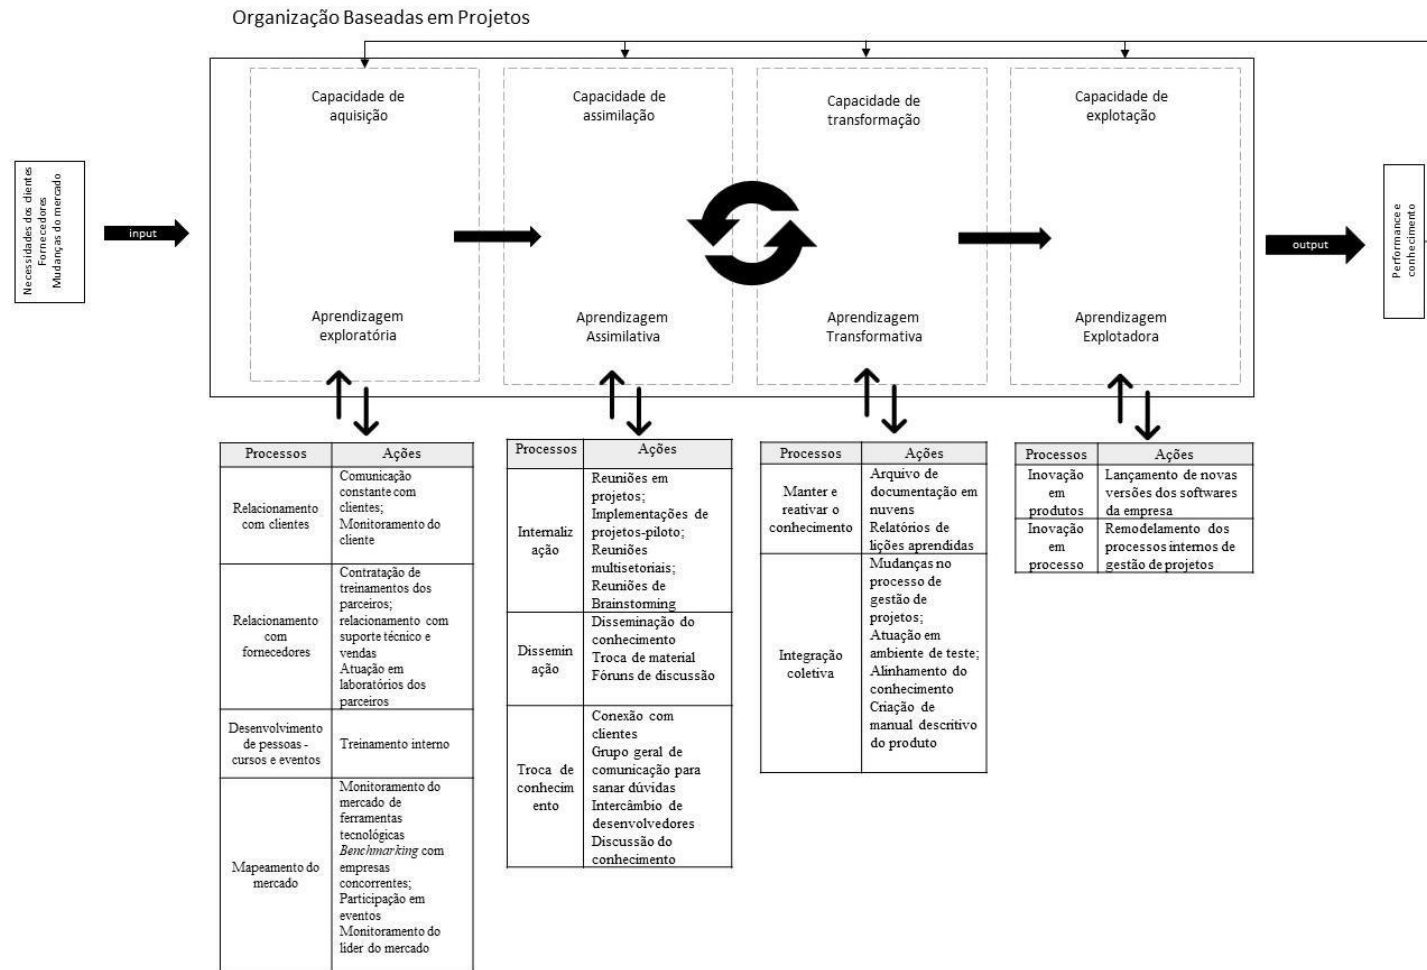 Organização Baseadas em Projetos
Necessidades dos clientes
Fornecedores
Mudanças do mercado
input
Capacidade de
aquisição
Aprendizagem
exploratória
Capacidade de
assimilação
Aprendizagem
Assimilativa
Capacidade de
transformação
Aprendizagem
Transformativa
Capacidade de
explotação
Aprendizagem
Explotadora
output
Performance e
conhecimento
Processos
Ações
Relacionamento
com clientes
Comunicação
constante com
clientes;
Monitoramento do
cliente
Relacionamento
com
fornecedores
Contratação de
treinamentos dos
parceiros;
relacionamento com
suporte técnico e
vendas
Atuação em
laboratórios dos
parceiros
Desenvolvimento
de pessoas -
cursos e eventos
Treinamento interno
Mapeamento do
mercado
Monitoramento do
mercado de
ferramentas
tecnológicas
Benchmarking com
empresas
concorrentes;
Participação em
eventos
Monitoramento do
líder do mercado
Processos
Ações
Internaliz
ação
Reuniões em
projetos;
Implementações de
projetos-piloto;
Reuniões
multisetoriais;
Reuniões de
Brainstorming
Dissemin
ação
Disseminação do
conhecimento
Troca de material
Fóruns de discussão
Troca de
conhecim
ento
Conexão com
clientes
Grupo geral de
comunicação para
sanar dúvidas
Intercâmbio de
desenvolvedores
Discussão do
conhecimento
Processos
Ações
Manter e
reativar o
conhecimento
Arquivo de
documentação em
nuvens
Relatórios de
lições aprendidas
Integração
coletiva
Mudanças no
processo de
gestão de
projetos;
Atuação em
ambiente de teste;
Alinhamento do
conhecimento
Criação de
manual descritivo
do produto
Processos
Ações
Inovação
em
produtos
Lançamento de novas
versões dos softwares
da empresa
Inovação
em
processo
Remodelamento dos
processos internos de
gestão de projetos